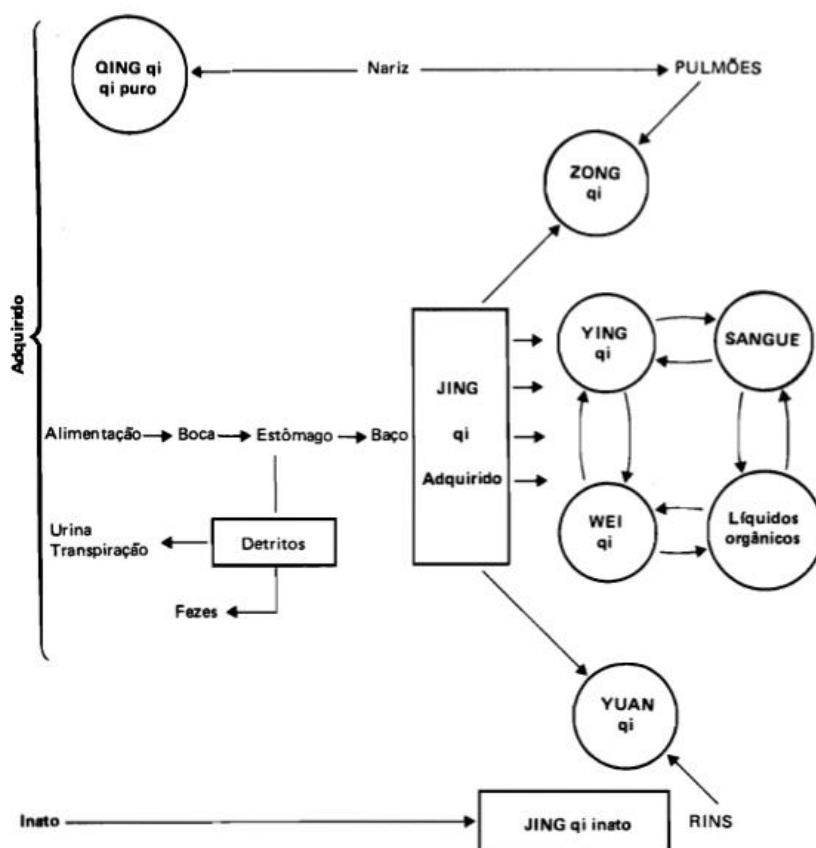 QING qi
qi puro
Nariz
PULMÕES
ZONG
qi
Adquirido
YING
qi
SANGUE
JING
qi
Adquirido
Alimentação
Boca
Estômago
Baço
WEI
qi
Líquidos
orgânicos
Urina
Transpiração
Detritos
Fezes
YUAN
qi
Inato
JING qi inato
RINS